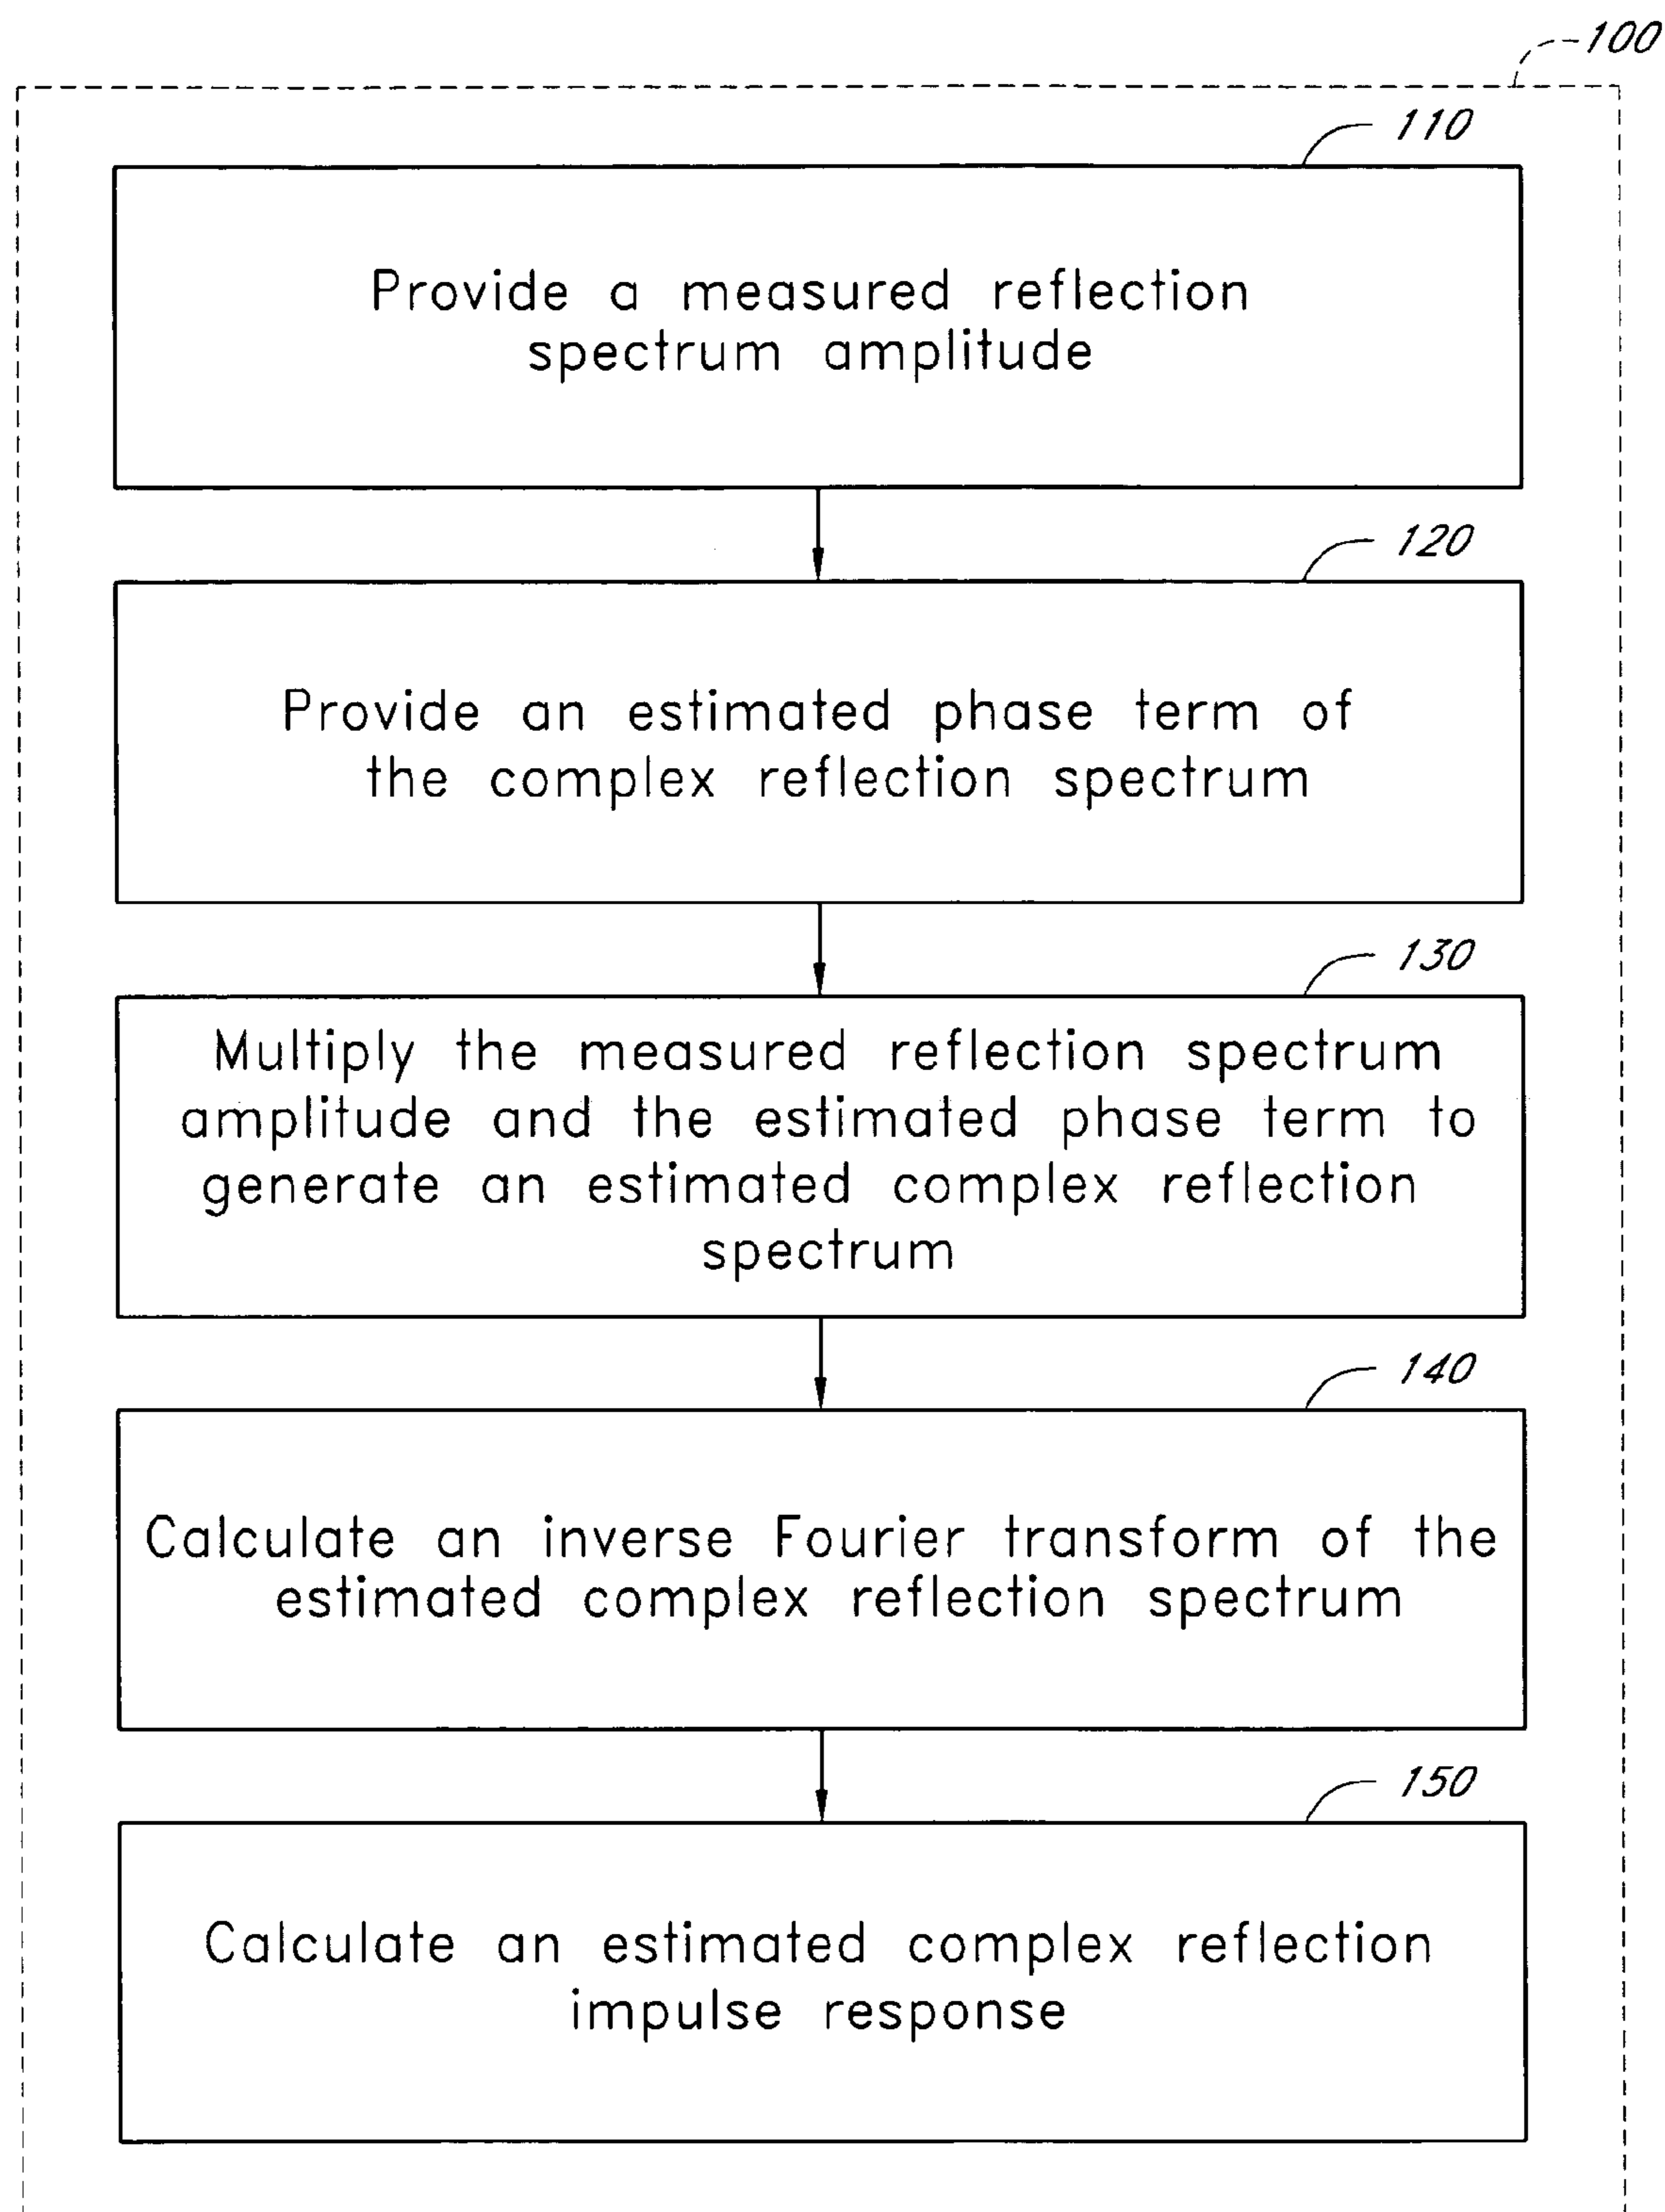 100
110
Provide a measured reflection
spectrum amplitude
120
Provide an estimated phase term of
the complex reflection spectrum
130
Multiply the measured reflection spectrum
amplitude and the estimated phase term to
generate an estimated complex reflection
spectrum
140
Calculate an inverse Fourier transform of the
estimated complex reflection spectrum
150
Calculate an estimated complex reflection
impulse response